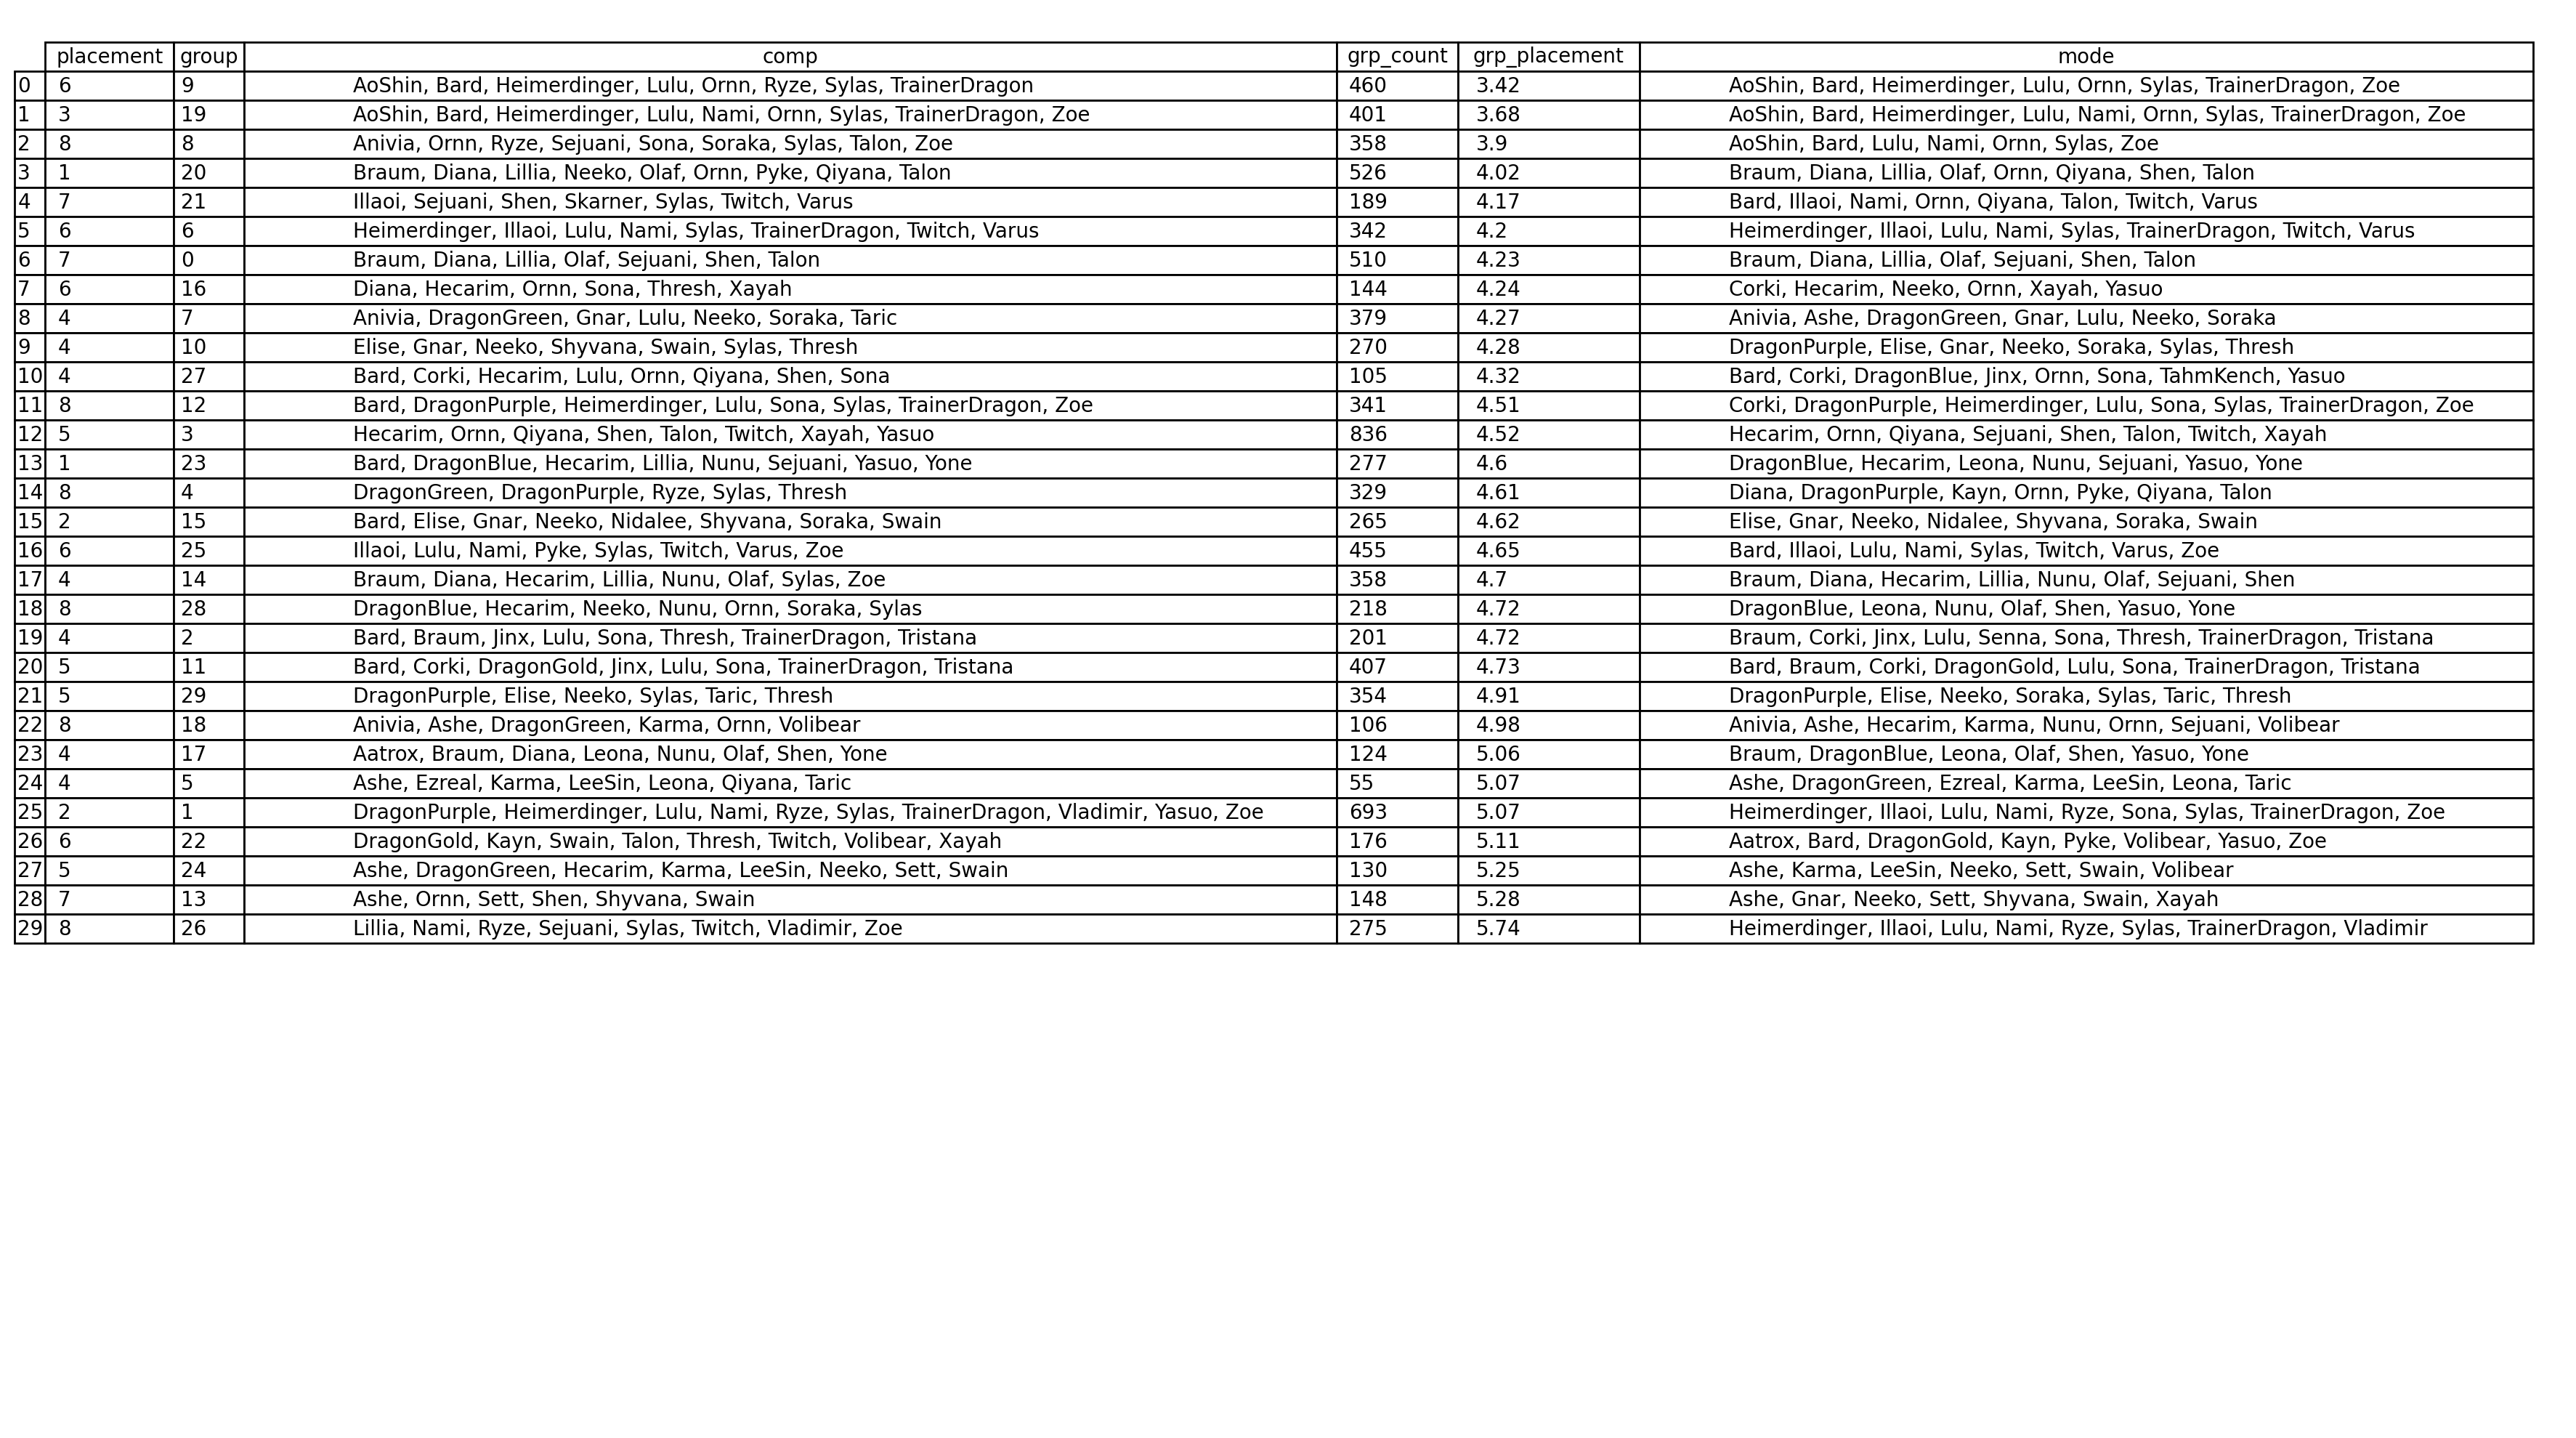 placement group comp grp_count grp_placement mode
0 6 9 AoShin, Bard, Heimerdinger, Lulu, Ornn, Ryze, Sylas, TrainerDragon 460 3.42 AoShin, Bard, Heimerdinger, Lulu, Ornn, Sylas, TrainerDragon, Zoe
1 3 19 AoShin, Bard, Heimerdinger, Lulu, Nami, Ornn, Sylas, TrainerDragon, Zoe 401 3.68 AoShin, Bard, Heimerdinger, Lulu, Nami, Ornn, Sylas, TrainerDragon, Zoe
2 8 8 Anivia, Ornn, Ryze, Sejuani, Sona, Soraka, Sylas, Talon, Zoe 358 3.9 AoShin, Bard, Lulu, Nami, Ornn, Sylas, Zoe
3 1 20 Braum, Diana, Lillia, Neeko, Olaf, Ornn, Pyke, Qiyana, Talon 526 4.02 Braum, Diana, Lillia, Olaf, Ornn, Qiyana, Shen, Talon
4 7 21 Illaoi, Sejuani, Shen, Skarner, Sylas, Twitch, Varus 189 4.17 Bard, Illaoi, Nami, Ornn, Qiyana, Talon, Twitch, Varus
5 6 6 Heimerdinger, Illaoi, Lulu, Nami, Sylas, TrainerDragon, Twitch, Varus 342 4.2 Heimerdinger, Illaoi, Lulu, Nami, Sylas, TrainerDragon, Twitch, Varus
6 7 0 Braum, Diana, Lillia, Olaf, Sejuani, Shen, Talon 510 4.23 Braum, Diana, Lillia, Olaf, Sejuani, Shen, Talon
7 6 16 Diana, Hecarim, Ornn, Sona, Thresh, Xayah 144 4.24 Corki, Hecarim, Neeko, Ornn, Xayah, Yasuo
8 4 7 Anivia, DragonGreen, Gnar, Lulu, Neeko, Soraka, Taric 379 4.27 Anivia, Ashe, DragonGreen, Gnar, Lulu, Neeko, Soraka
9 4 10 Elise, Gnar, Neeko, Shyvana, Swain, Sylas, Thresh 270 4.28 DragonPurple, Elise, Gnar, Neeko, Soraka, Sylas, Thresh
10 4 27 Bard, Corki, Hecarim, Lulu, Ornn, Qiyana, Shen, Sona 105 4.32 Bard, Corki, DragonBlue, Jinx, Ornn, Sona, TahmKench, Yasuo
11 8 12 Bard, DragonPurple, Heimerdinger, Lulu, Sona, Sylas, TrainerDragon, Zoe 341 4.51 Corki, DragonPurple, Heimerdinger, Lulu, Sona, Sylas, TrainerDragon, Zoe
12 5 3 Hecarim, Ornn, Qiyana, Shen, Talon, Twitch, Xayah, Yasuo 836 4.52 Hecarim, Ornn, Qiyana, Sejuani, Shen, Talon, Twitch, Xayah
13 1 23 Bard, DragonBlue, Hecarim, Lillia, Nunu, Sejuani, Yasuo, Yone 277 4.6 DragonBlue, Hecarim, Leona, Nunu, Sejuani, Yasuo, Yone
14 8 4 DragonGreen, DragonPurple, Ryze, Sylas, Thresh 329 4.61 Diana, DragonPurple, Kayn, Ornn, Pyke, Qiyana, Talon
15 2 15 Bard, Elise, Gnar, Neeko, Nidalee, Shyvana, Soraka, Swain 265 4.62 Elise, Gnar, Neeko, Nidalee, Shyvana, Soraka, Swain
16 6 25 Illaoi, Lulu, Nami, Pyke, Sylas, Twitch, Varus, Zoe 455 4.65 Bard, Illaoi, Lulu, Nami, Sylas, Twitch, Varus, Zoe
17 4 14 Braum, Diana, Hecarim, Lillia, Nunu, Olaf, Sylas, Zoe 358 4.7 Braum, Diana, Hecarim, Lillia, Nunu, Olaf, Sejuani, Shen
18 8 28 DragonBlue, Hecarim, Neeko, Nunu, Ornn, Soraka, Sylas 218 4.72 DragonBlue, Leona, Nunu, Olaf, Shen, Yasuo, Yone
19 4 2 Bard, Braum, Jinx, Lulu, Sona, Thresh, TrainerDragon, Tristana 201 4.72 Braum, Corki, Jinx, Lulu, Senna, Sona, Thresh, TrainerDragon, Tristana
20 5 11 Bard, Corki, DragonGold, Jinx, Lulu, Sona, TrainerDragon, Tristana 407 4.73 Bard, Braum, Corki, DragonGold, Lulu, Sona, TrainerDragon, Tristana
21 5 29 DragonPurple, Elise, Neeko, Sylas, Taric, Thresh 354 4.91 DragonPurple, Elise, Neeko, Soraka, Sylas, Taric, Thresh
22 8 18 Anivia, Ashe, DragonGreen, Karma, Ornn, Volibear 106 4.98 Anivia, Ashe, Hecarim, Karma, Nunu, Ornn, Sejuani, Volibear
23 4 17 Aatrox, Braum, Diana, Leona, Nunu, Olaf, Shen, Yone 124 5.06 Braum, DragonBlue, Leona, Olaf, Shen, Yasuo, Yone
24 4 5 Ashe, Ezreal, Karma, LeeSin, Leona, Qiyana, Taric 55 5.07 Ashe, DragonGreen, Ezreal, Karma, LeeSin, Leona, Taric
25 2 1 DragonPurple, Heimerdinger, Lulu, Nami, Ryze, Sylas, TrainerDragon, Vladimir, Yasuo, Zoe 693 5.07 Heimerdinger, Illaoi, Lulu, Nami, Ryze, Sona, Sylas, TrainerDragon, Zoe
26 6 22 DragonGold, Kayn, Swain, Talon, Thresh, Twitch, Volibear, Xayah 176 5.11 Aatrox, Bard, DragonGold, Kayn, Pyke, Volibear, Yasuo, Zoe
27 5 24 Ashe, DragonGreen, Hecarim, Karma, LeeSin, Neeko, Sett, Swain 130 5.25 Ashe, Karma, LeeSin, Neeko, Sett, Swain, Volibear
28 7 13 Ashe, Ornn, Sett, Shen, Shyvana, Swain 148 5.28 Ashe, Gnar, Neeko, Sett, Shyvana, Swain, Xayah
29 8 26 Lillia, Nami, Ryze, Sejuani, Sylas, Twitch, Vladimir, Zoe 275 5.74 Heimerdinger, Illaoi, Lulu, Nami, Ryze, Sylas, TrainerDragon, Vladimir